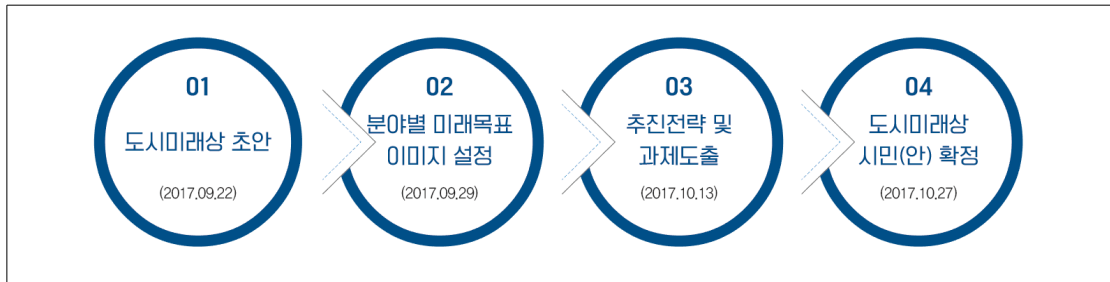 01
도시미래상 초안
(2017.09.22)
02
분야별 미래목표
이미지 설정
(2017.09.29)
03
추진전략 및
과제도출
(2017.10.13)
04
도시미래상
시민(안) 확정
(2017.10.27)